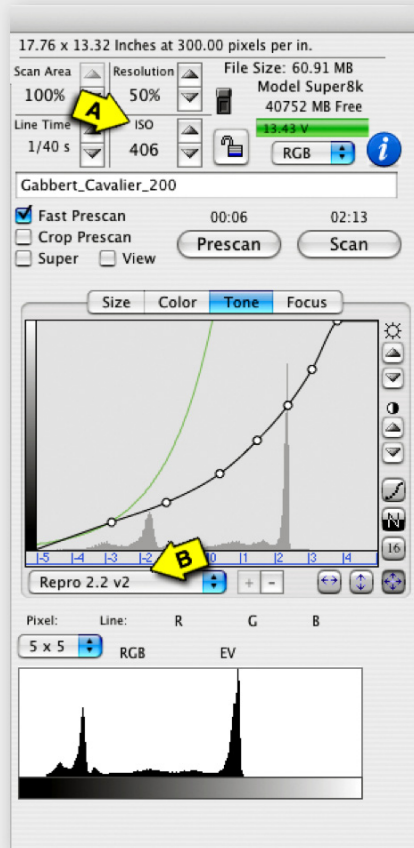 17.76 x 13.32 Inches at 300.00 pixels per in.
Scan Area Resolution File Size: 60.91 MB
100% 50% Model Super8k
40752 MB Free
A
Line Time ISO 13.43 V
1/40 s 406 RGB i
Gabbert_Cavalier_200
Fast Prescan 00:06 02:13
Crop Prescan Prescan Scan
Super View
Size Color Tone Focus
N
16
|-5 |-4 |-3 |-2 0 |1 |2 |3 |4
B
Repro 2.2 v2 + -
Pixel: Line: R G B
5 x 5 RGB EV